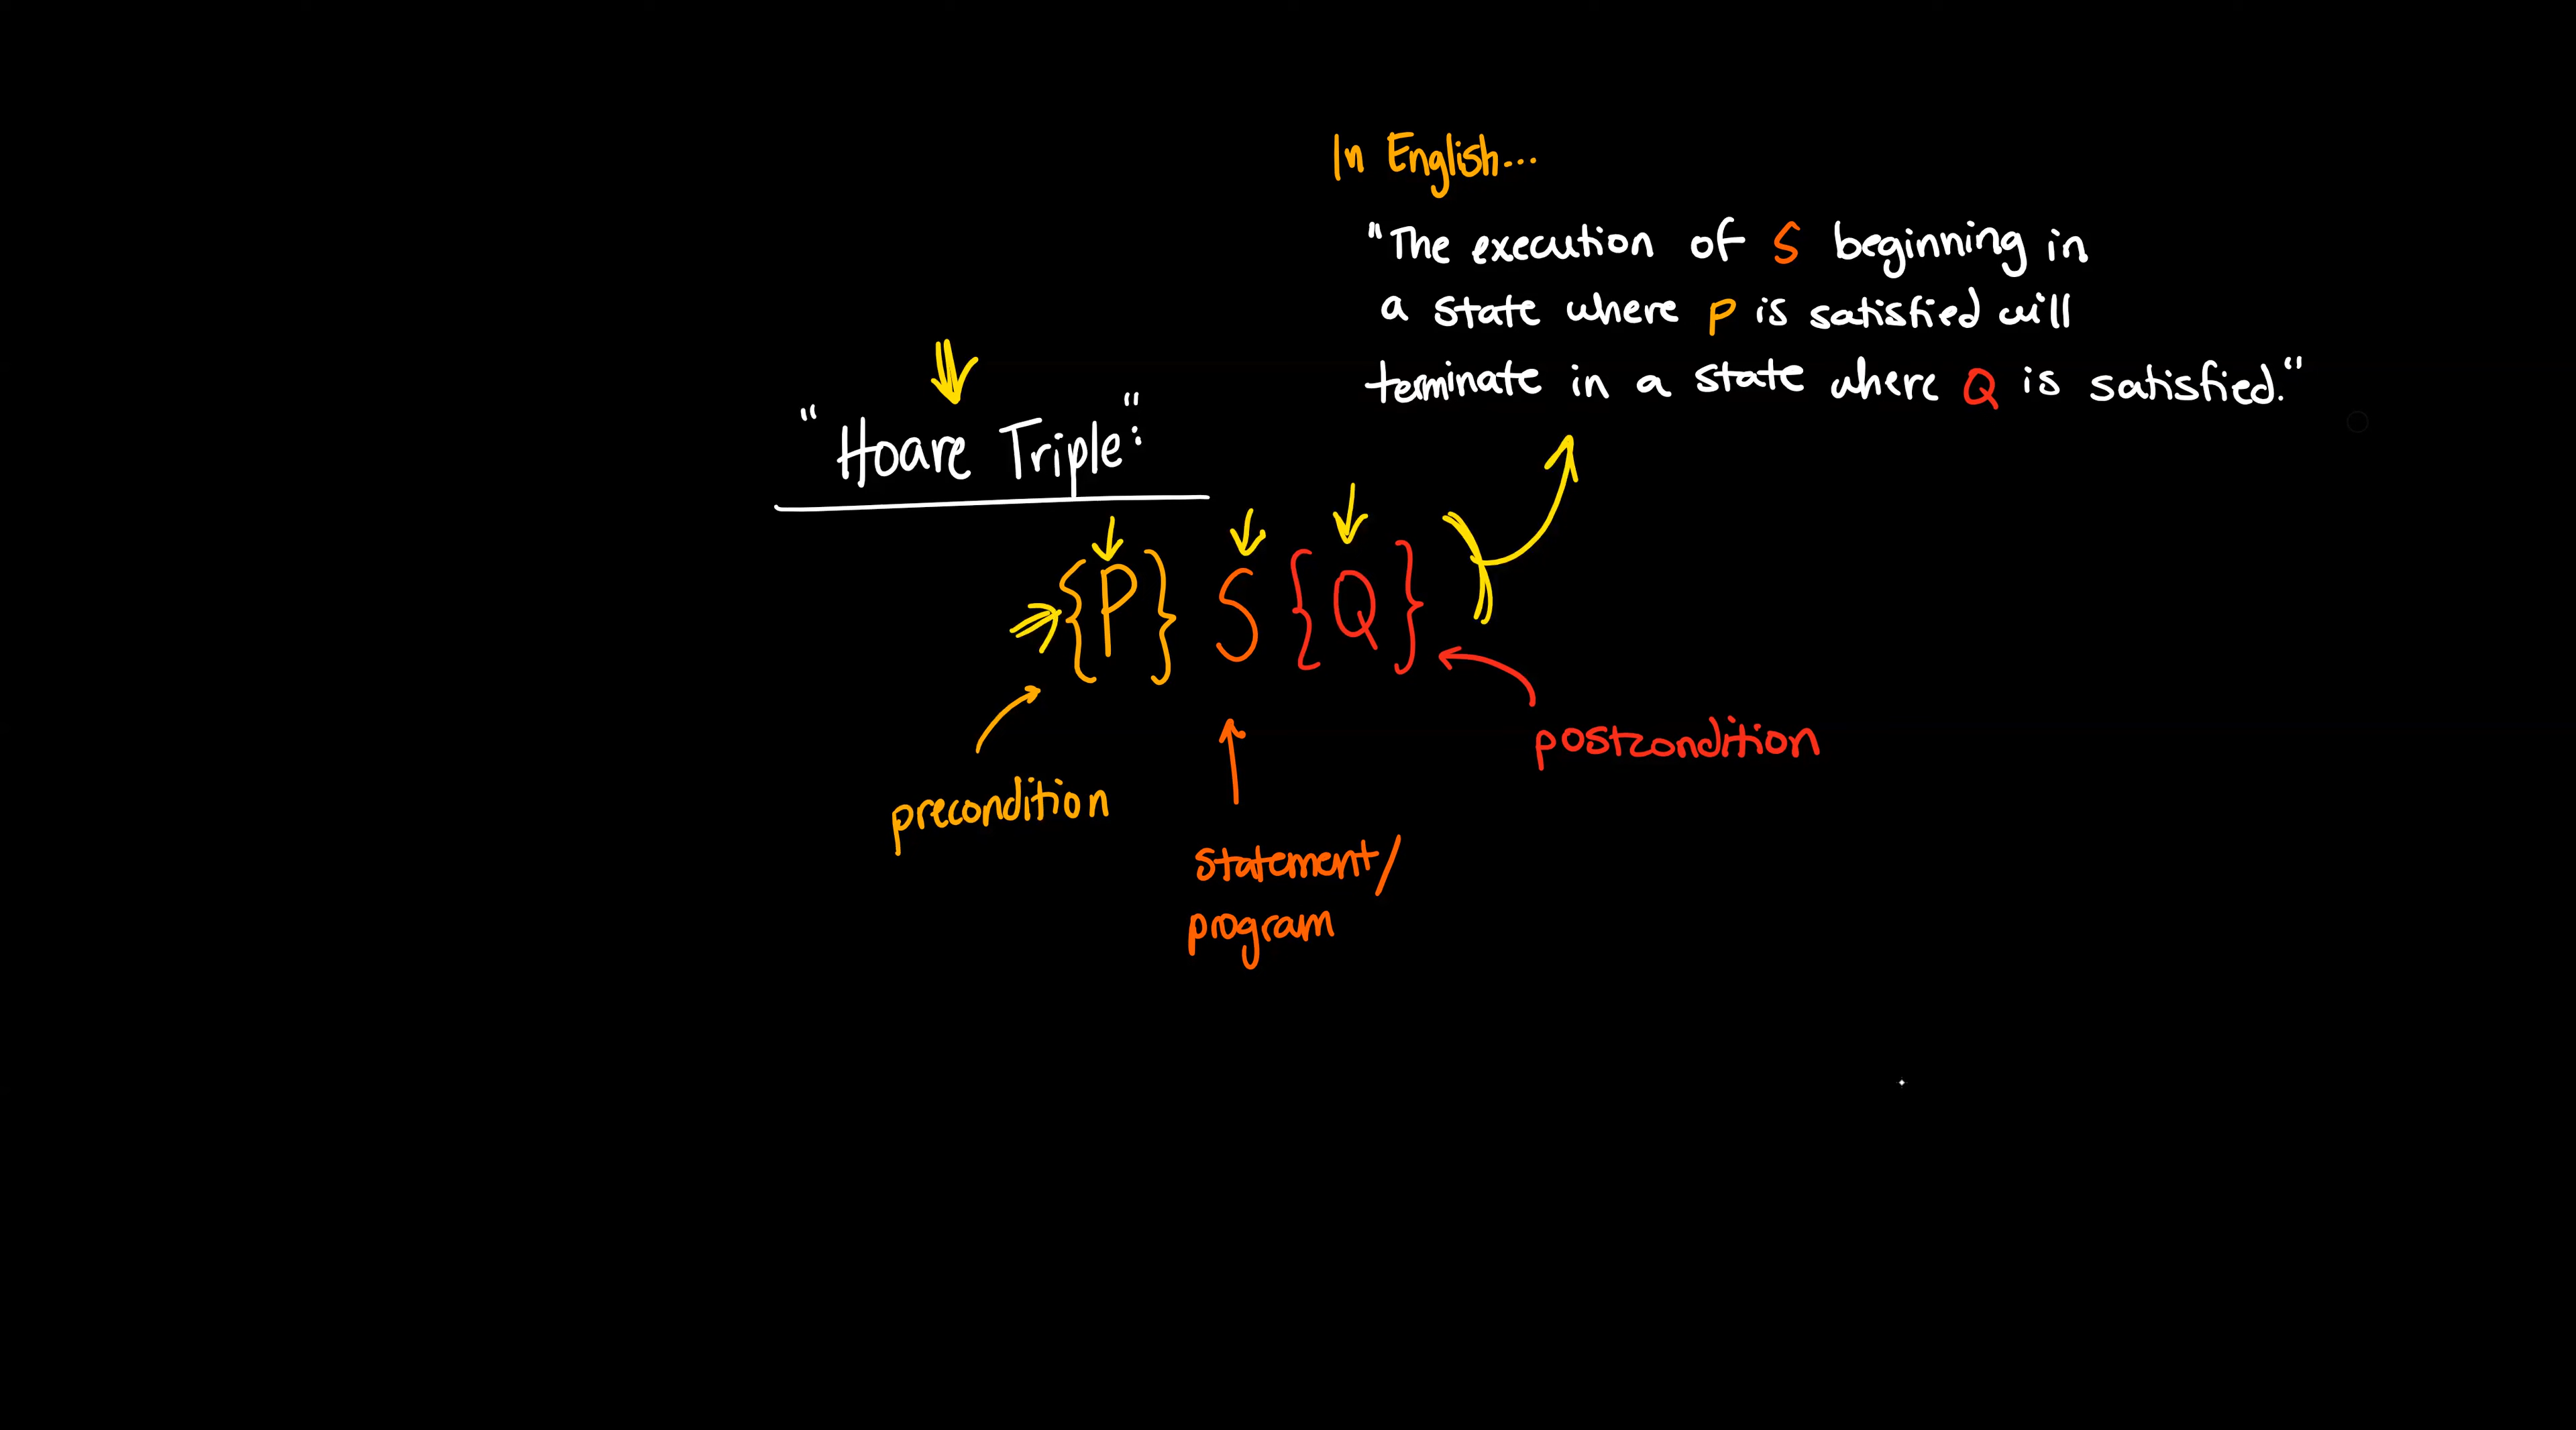 In English...
"The execution of S beginning in
a state where P is satisfied will
terminate in a state where Q is satisfied."
"Hoare Triple":
{P} S {Q}
postcondition
precondition
statement/
program